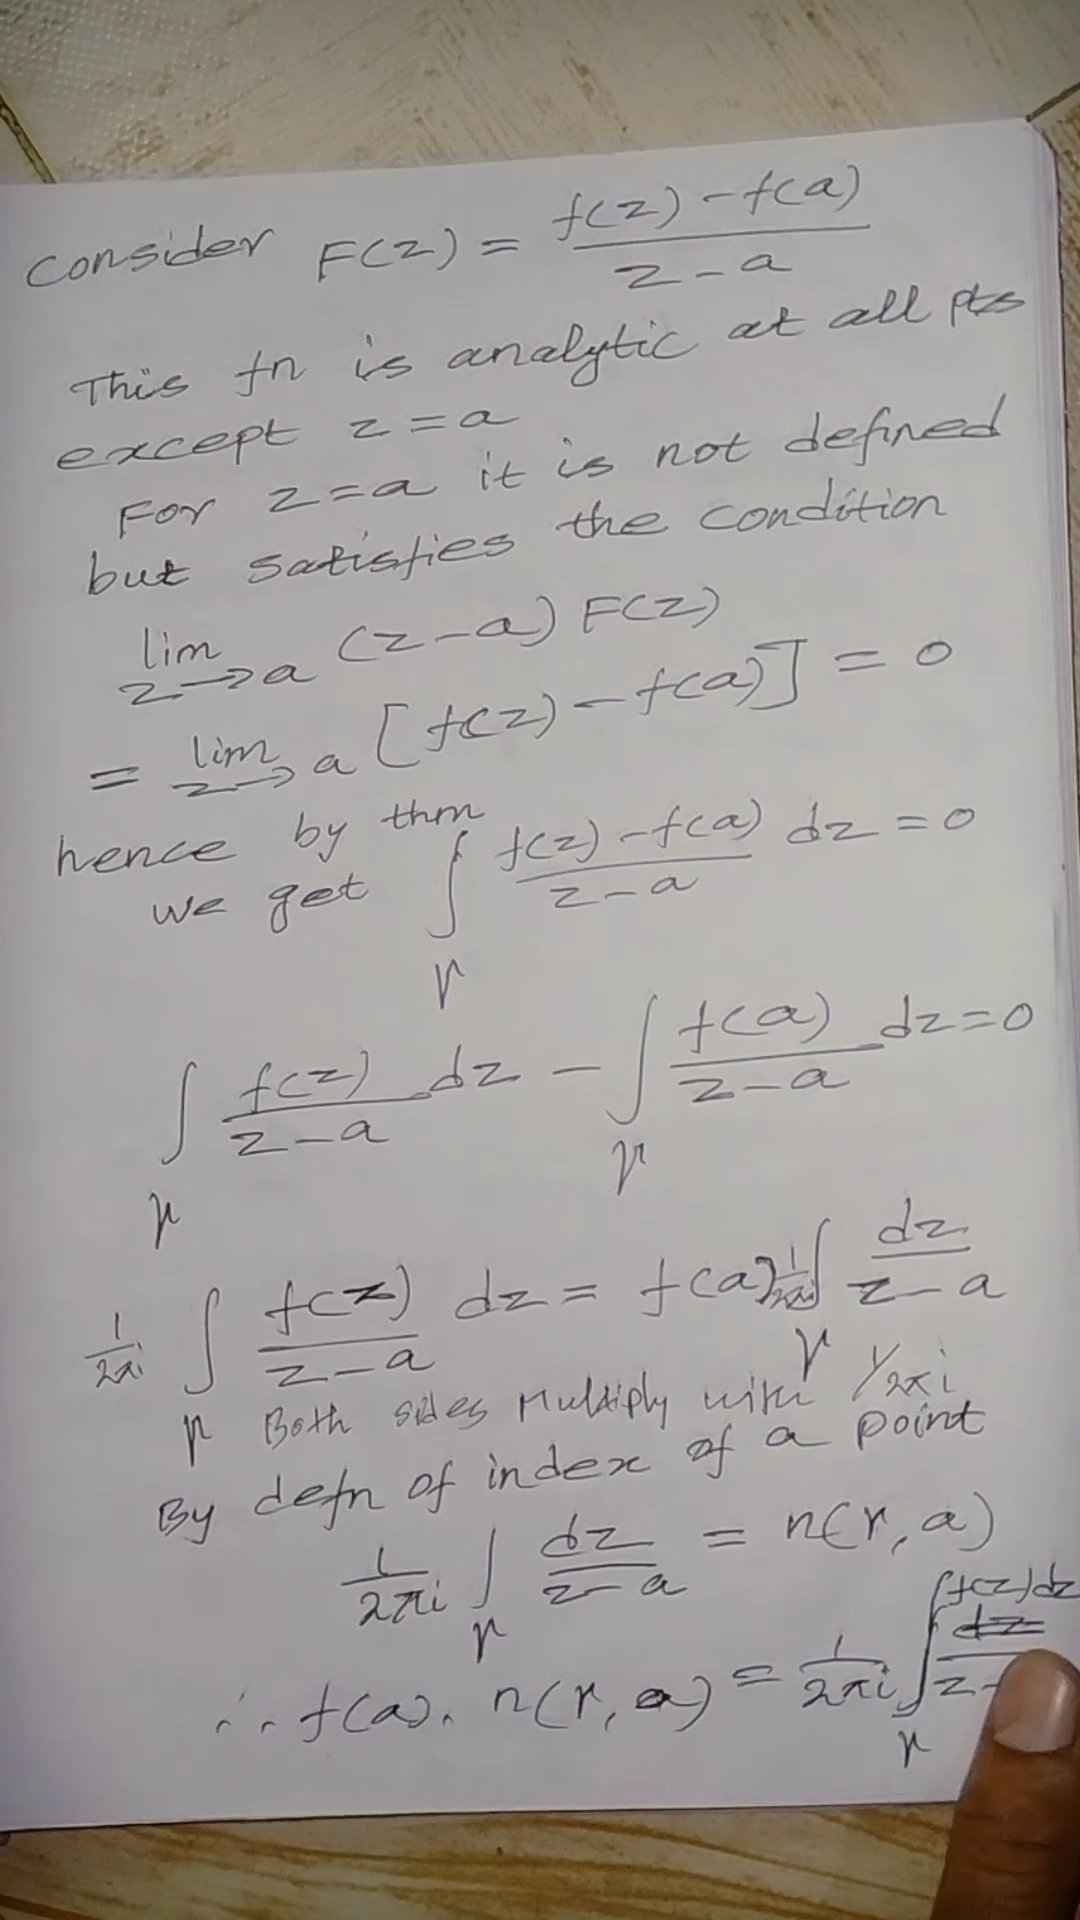 consider F(z) = f(z) - f(a) / z - a
This fn is analytic at all pts
except z = a
For z = a it is not defined
but satisfies the condition
lim z→a (z - a) F(z)
= lim z→a [f(z) - f(a)] = 0
hence by thm
we get ∫γ f(z) - f(a) / z - a dz = 0
∫γ f(z) / z - a dz - ∫γ f(a) / z - a dz = 0
1/2πi ∫γ f(z) / z - a dz = f(a) 1/2πi ∫γ dz / z - a
Both sides Multiply with 1/2πi
By defn of index of a point
1/2πi ∫γ dz / z - a = n(γ, a)
∴ f(a). n(γ, a) = 1/2πi ∫γ f(z) dz / z -